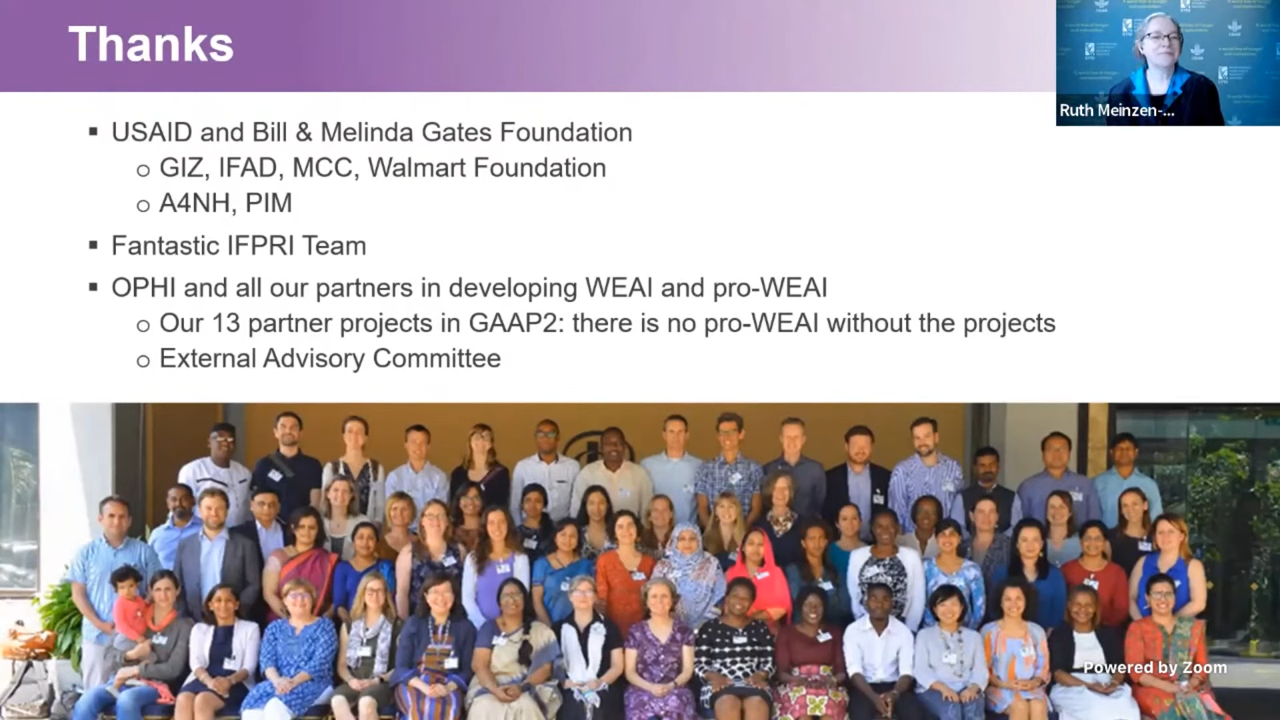 Thanks
Ruth Meinzen-...
▪ USAID and Bill & Melinda Gates Foundation
o GIZ, IFAD, MCC, Walmart Foundation
o A4NH, PIM
▪ Fantastic IFPRI Team
▪ OPHI and all our partners in developing WEAI and pro-WEAI
o Our 13 partner projects in GAAP2: there is no pro-WEAI without the projects
o External Advisory Committee
Powered by Zoom